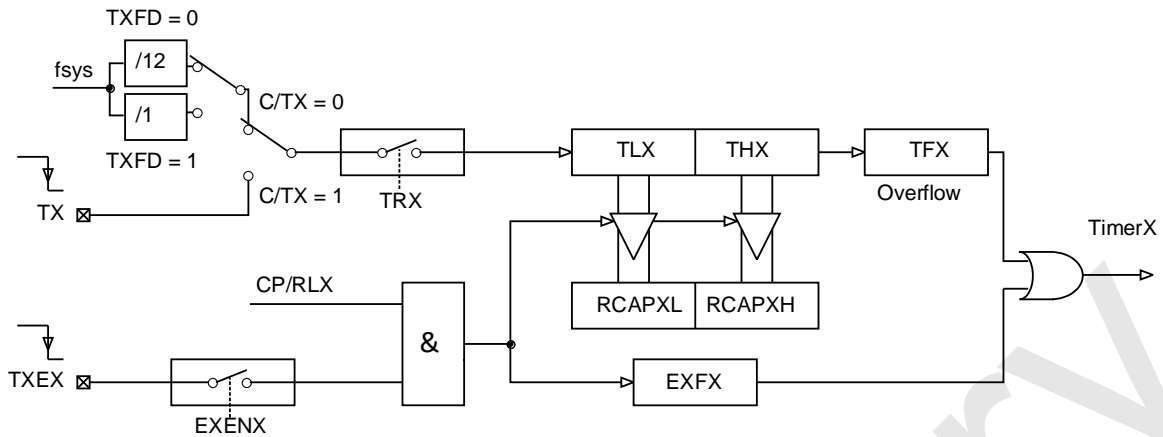 TXFD = 0
/12
fsys
C/TX = 0
/1
TXFD = 1
TLX
THX
TFX
TX
C/TX = 1
TRX
Overflow
TimerX
CP/RLX
RCAPXL
RCAPXH
&
TXEX
EXFX
EXENX